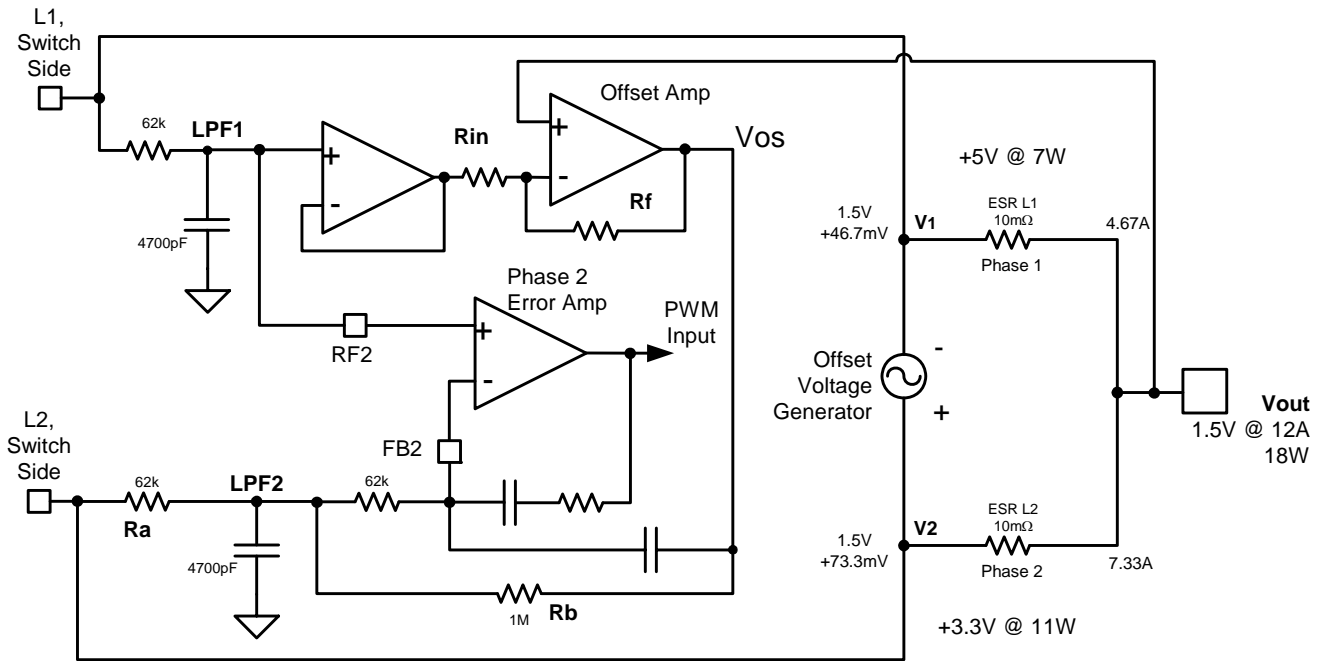 L1,
Switch
Side
62k
LPF1
4700pF
Rin
Offset Amp
+
-
+
-
Rf
Vos
RF2
Phase 2
Error Amp
+
-
PWM
Input
FB2
L2,
Switch
Side
62k
Ra
LPF2
4700pF
62k
1M
Rb
+5V @ 7W
1.5V
+46.7mV
V1
ESR L1
10mΩ
Phase 1
4.67A
Offset
Voltage
Generator
-
+
Vout
1.5V @ 12A
18W
1.5V
+73.3mV
V2
ESR L2
10mΩ
Phase 2
7.33A
+3.3V @ 11W